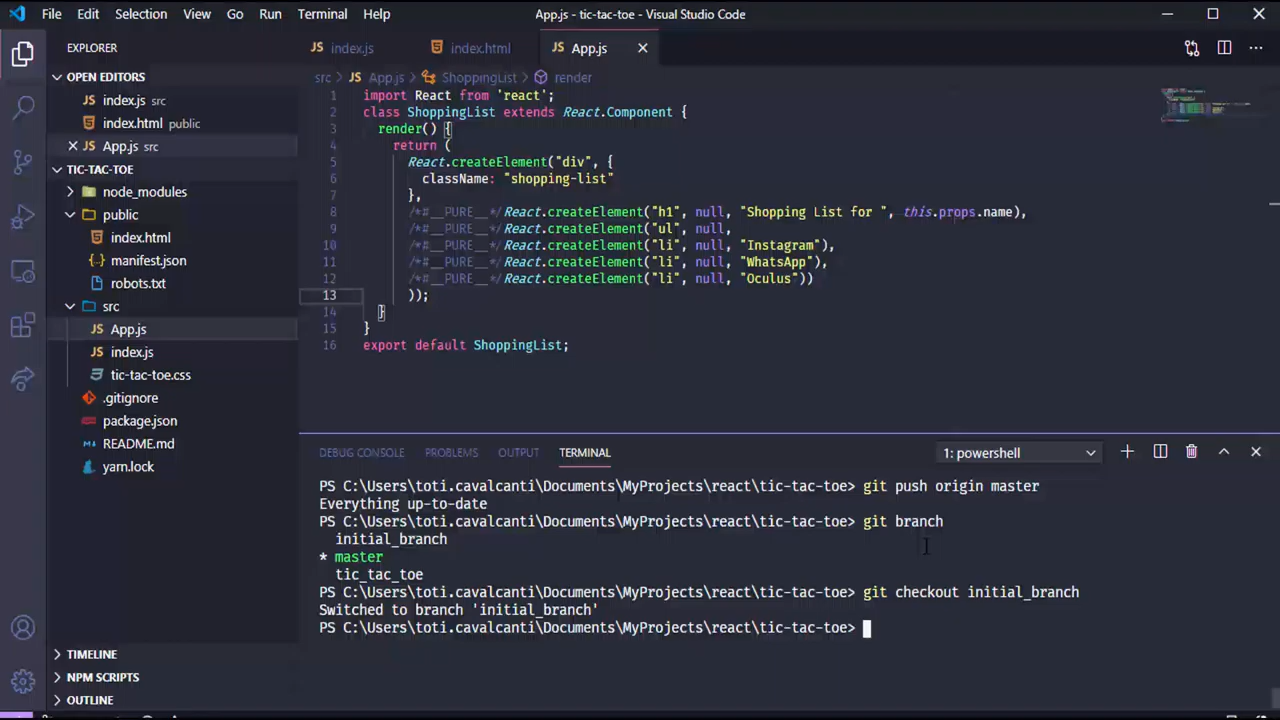 File Edit Selection View Go Run Terminal Help App.js - tic-tac-toe - Visual Studio Code
EXPLORER
OPEN EDITORS
JS index.js src
index.html public
JS App.js src
TIC-TAC-TOE
node_modules
public
index.html
manifest.json
robots.txt
src
JS App.js
JS index.js
tic-tac-toe.css
.gitignore
package.json
README.md
yarn.lock
TIMELINE
NPM SCRIPTS
OUTLINE
JS index.js index.html JS App.js
src > JS App.js > ShoppingList > render
1 import React from 'react';
2 class ShoppingList extends React.Component {
3 render() {
4 return (
5 React.createElement("div", {
6 className: "shopping-list"
7 },
8 /*#__PURE__*/React.createElement("h1", null, "Shopping List for ", this.props.name),
9 /*#__PURE__*/React.createElement("ul", null,
10 /*#__PURE__*/React.createElement("li", null, "Instagram"),
11 /*#__PURE__*/React.createElement("li", null, "WhatsApp"),
12 /*#__PURE__*/React.createElement("li", null, "Oculus"))
13 ));
14 }
15 }
16 export default ShoppingList;
DEBUG CONSOLE PROBLEMS OUTPUT TERMINAL 1: powershell
PS C:\Users\toti.cavalcanti\Documents\MyProjects\react\tic-tac-toe> git push origin master
Everything up-to-date
PS C:\Users\toti.cavalcanti\Documents\MyProjects\react\tic-tac-toe> git branch
initial_branch
* master
tic_tac_toe
PS C:\Users\toti.cavalcanti\Documents\MyProjects\react\tic-tac-toe> git checkout initial_branch
Switched to branch 'initial_branch'
PS C:\Users\toti.cavalcanti\Documents\MyProjects\react\tic-tac-toe>